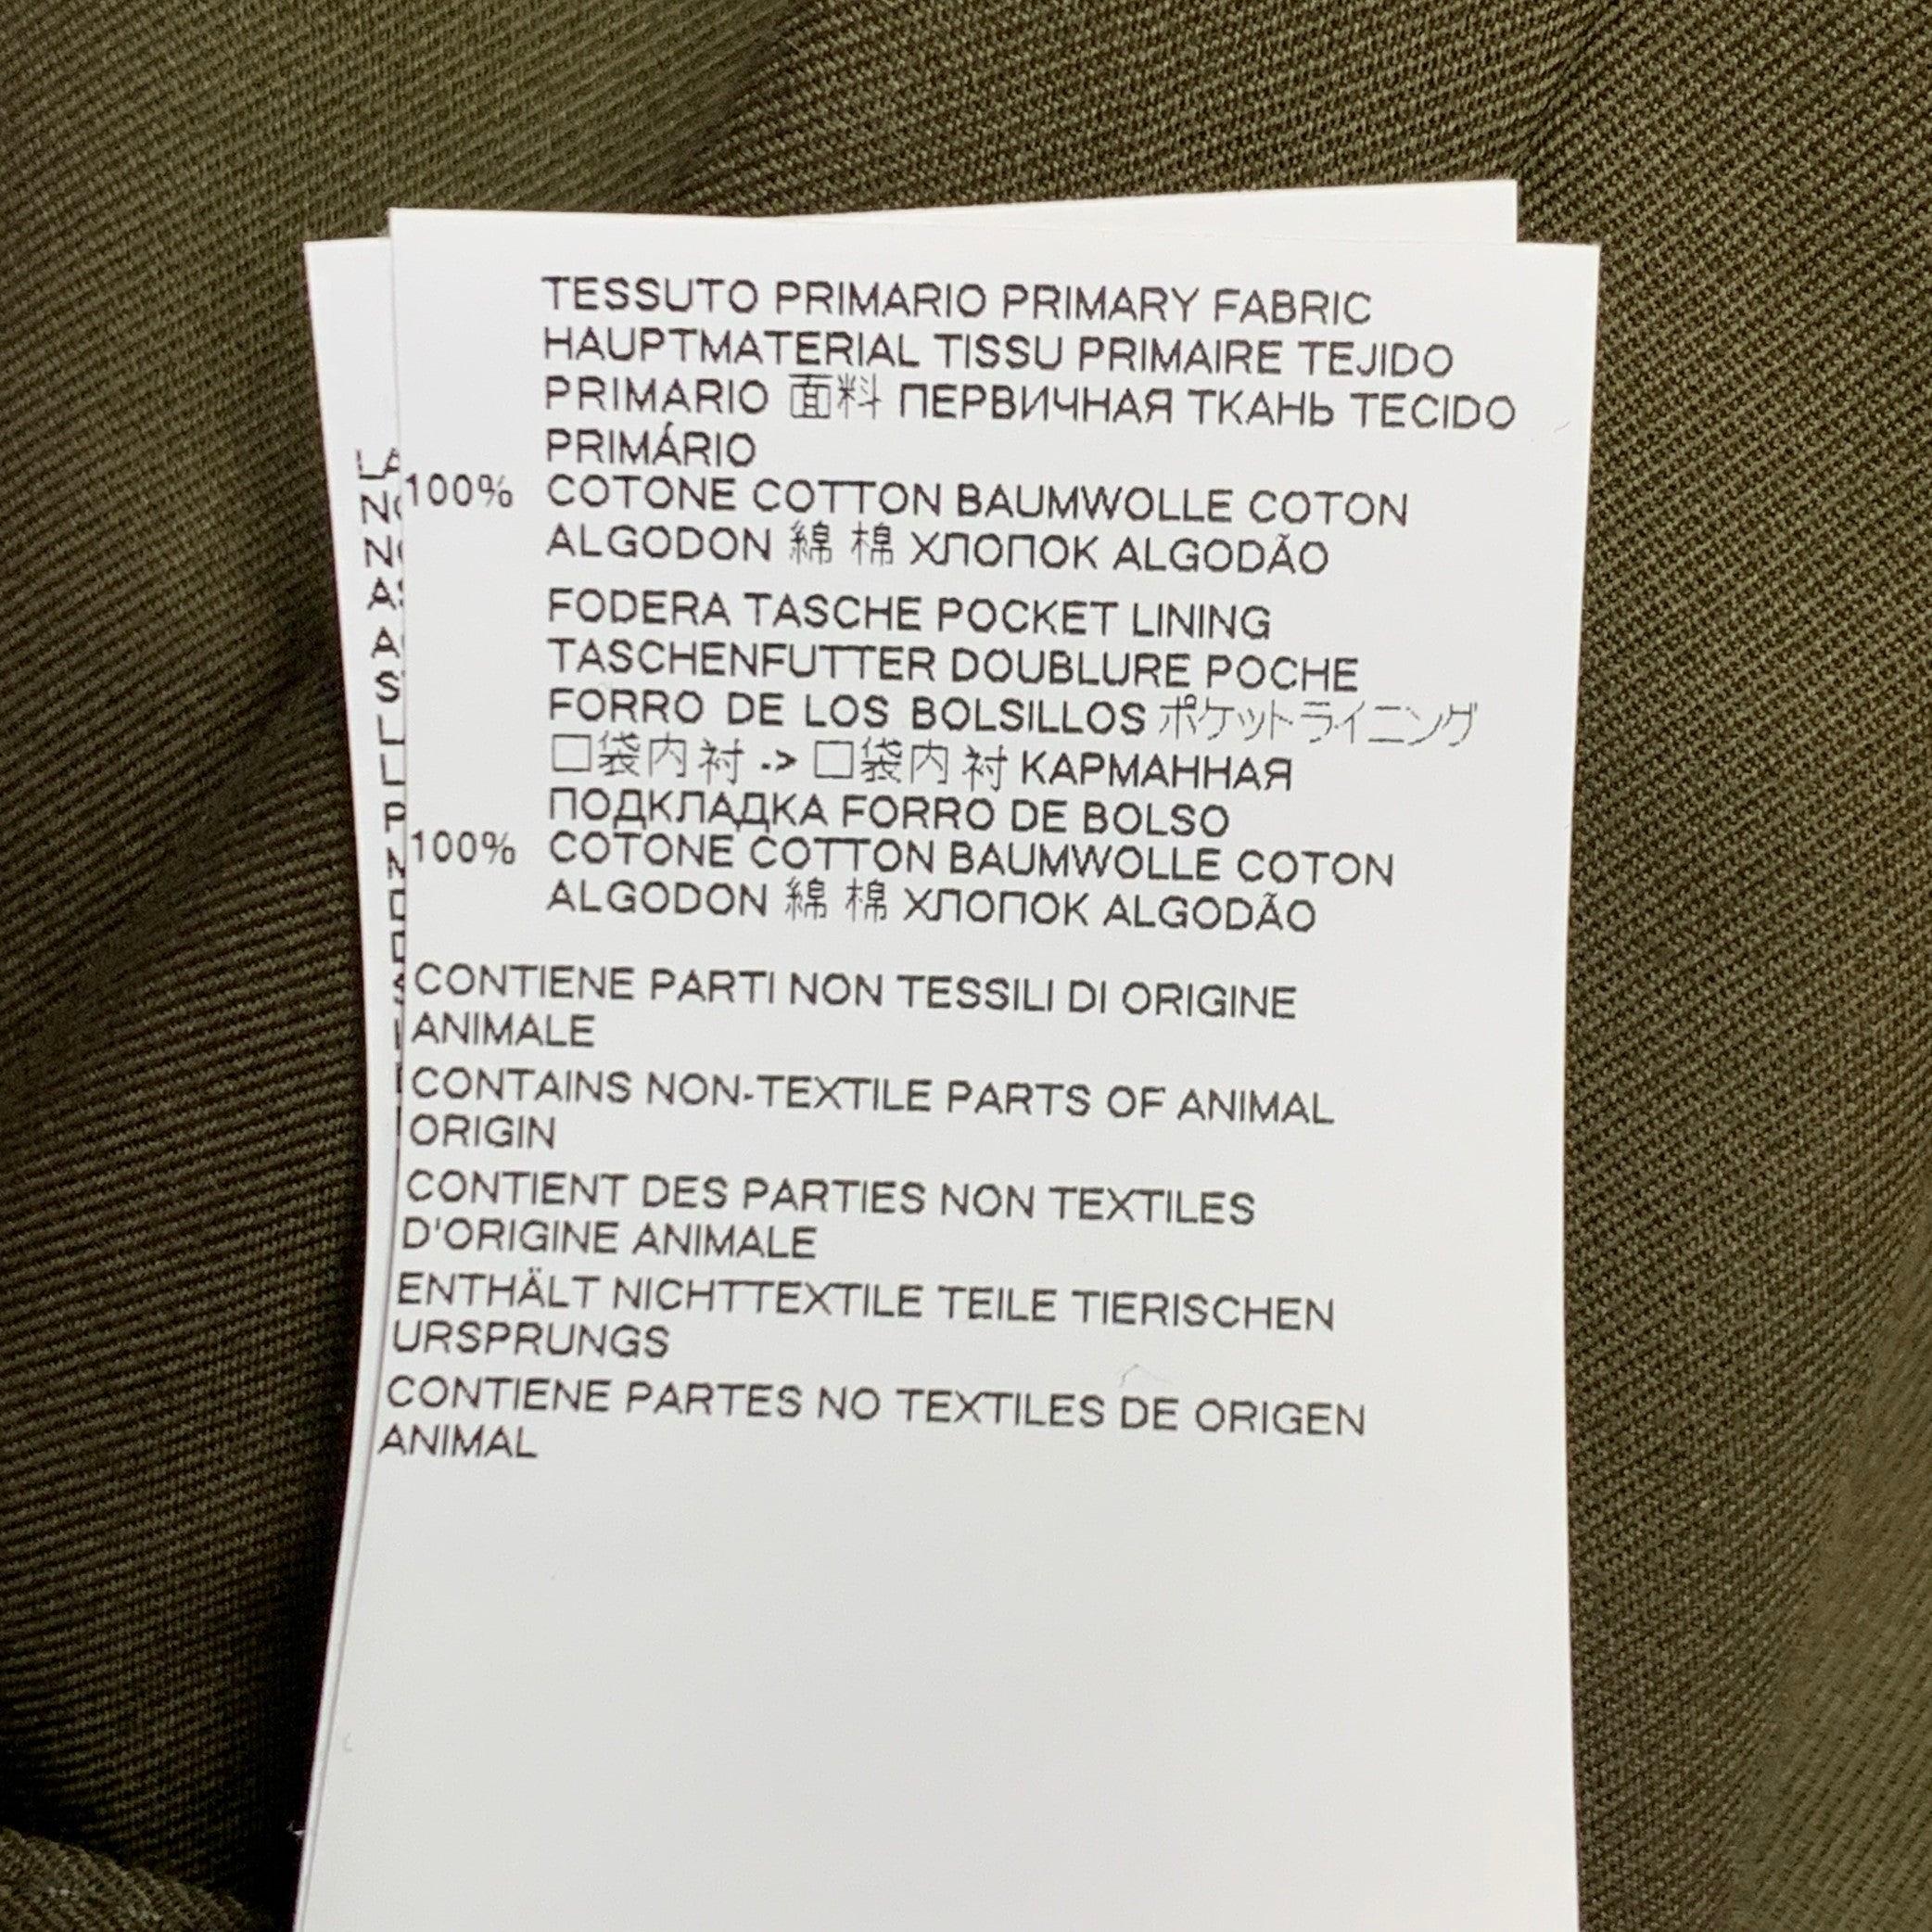 TESSUTO PRIMARIO PRIMARY FABRIC
HAUPTMATERIAL TISSU PRIMAIRE TEJIDO
PRIMARIO 面料 ПЕРВИЧНАЯ ТКАНЬ TECIDO
PRIMÁRIO
100% COTONE COTTON BAUMWOLLE COTON
ALGODON 綿 棉 ХЛОПОК ALGODÃO
FODERA TASCHE POCKET LINING
TASCHENFUTTER DOUBLURE POCHE
FORRO DE LOS BOLSILLOS ポケットライニング
口袋内衬 -> 口袋内衬 КАРМАННАЯ
ПОДКЛАДКА FORRO DE BOLSO
100% COTONE COTTON BAUMWOLLE COTON
ALGODON 綿 棉 ХЛОПОК ALGODÃO
CONTIENE PARTI NON TESSILI DI ORIGINE
ANIMALE
CONTAINS NON-TEXTILE PARTS OF ANIMAL
ORIGIN
CONTIENT DES PARTIES NON TEXTILES
D'ORIGINE ANIMALE
ENTHÄLT NICHTTEXTILE TEILE TIERISCHEN
URSPRUNGS
CONTIENE PARTES NO TEXTILES DE ORIGEN
ANIMAL